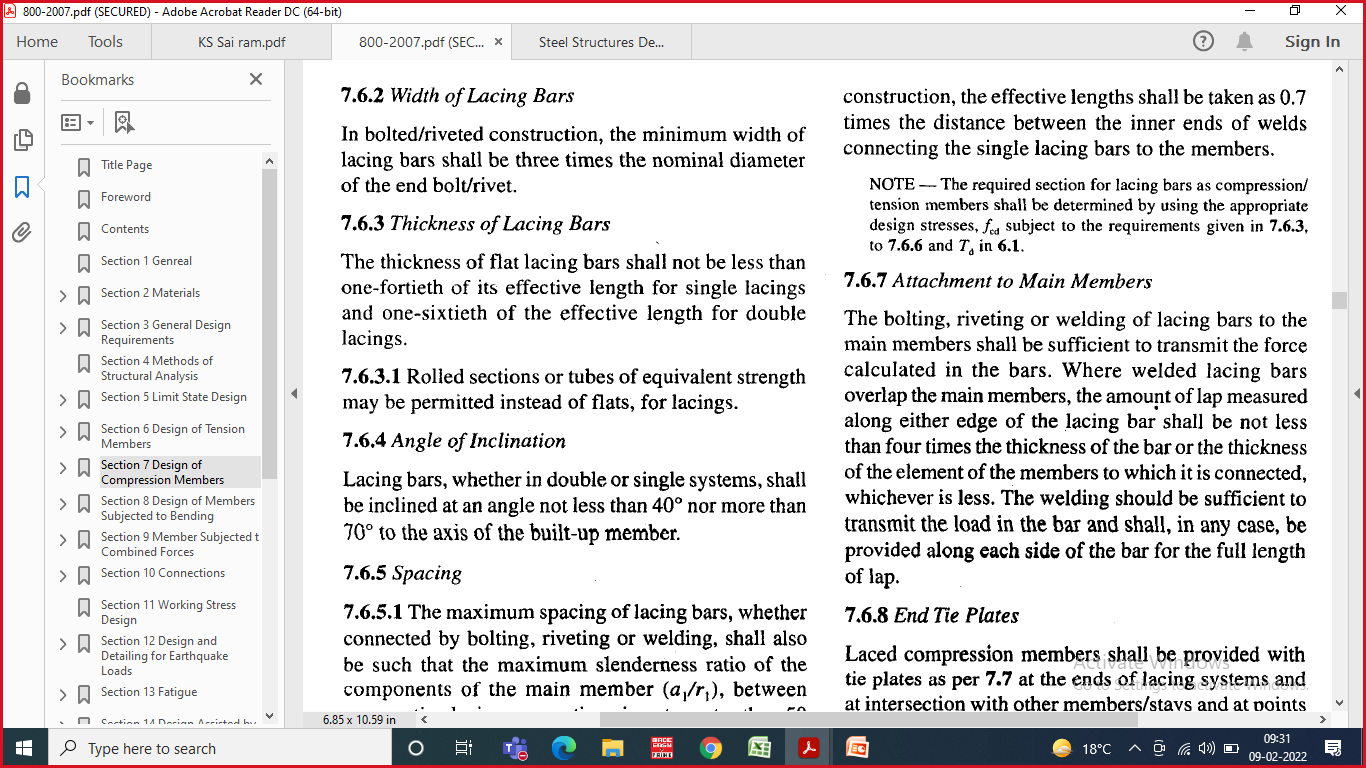 800-2007.pdf (SECURED) - Adobe Acrobat Reader DC (64-bit)
Home
Tools
KS Sai ram.pdf
800-2007.pdf (SEC...
Steel Structures De...
Sign In
Bookmarks
Title Page
Foreword
Contents
Section 1 Genreal
Section 2 Materials
Section 3 General Design
Requirements
Section 4 Methods of
Structural Analysis
Section 5 Limit State Design
Section 6 Design of Tension
Members
Section 7 Design of
Compression Members
Section 8 Design of Members
Subjected to Bending
Section 9 Member Subjected t
Combined Forces
Section 10 Connections
Section 11 Working Stress
Design
Section 12 Design and
Detailing for Earthquake
Loads
Section 13 Fatigue
Section 14 Design Assisted by
7.6.2 Width of Lacing Bars
In bolted/riveted construction, the minimum width of
lacing bars shall be three times the nominal diameter
of the end bolt/rivet.
7.6.3 Thickness of Lacing Bars
The thickness of flat lacing bars shall not be less than
one-fortieth of its effective length for single lacings
and one-sixtieth of the effective length for double
lacings.
7.6.3.1 Rolled sections or tubes of equivalent strength
may be permitted instead of flats, for lacings.
7.6.4 Angle of Inclination
Lacing bars, whether in double or single systems, shall
be inclined at an angle not less than 40° nor more than
70° to the axis of the built-up member.
7.6.5 Spacing
7.6.5.1 The maximum spacing of lacing bars, whether
connected by bolting, riveting or welding, shall also
be such that the maximum slenderness ratio of the
components of the main member (a₁/r₁), between
construction, the effective lengths shall be taken as 0.7
times the distance between the inner ends of welds
connecting the single lacing bars to the members.
NOTE — The required section for lacing bars as compression/
tension members shall be determined by using the appropriate
design stresses, f_cd subject to the requirements given in 7.6.3,
to 7.6.6 and T_d in 6.1.
7.6.7 Attachment to Main Members
The bolting, riveting or welding of lacing bars to the
main members shall be sufficient to transmit the force
calculated in the bars. Where welded lacing bars
overlap the main members, the amount of lap measured
along either edge of the lacing bar shall be not less
than four times the thickness of the bar or the thickness
of the element of the members to which it is connected,
whichever is less. The welding should be sufficient to
transmit the load in the bar and shall, in any case, be
provided along each side of the bar for the full length
of lap.
7.6.8 End Tie Plates
Laced compression members shall be provided with
tie plates as per 7.7 at the ends of lacing systems and
at intersection with other members/stays and at points
Activate Windows
Go to Settings to activate Windows.
6.85 x 10.59 in
Type here to search
18°C
09:31
09-02-2022